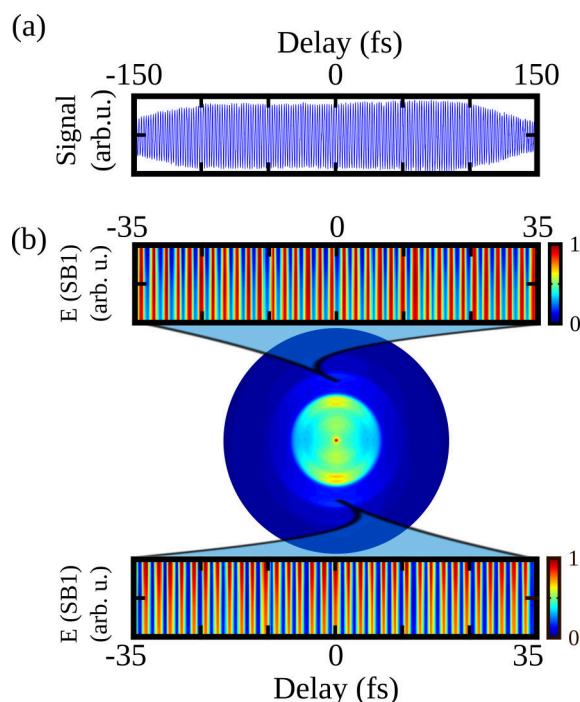 (a)
Delay (fs)
-150 0 150
Signal
(arb.u.)
(b)
-35 0 35
E (SB1)
(arb. u.)
1
0
E (SB1)
(arb. u.)
1
0
-35 0 35
Delay (fs)